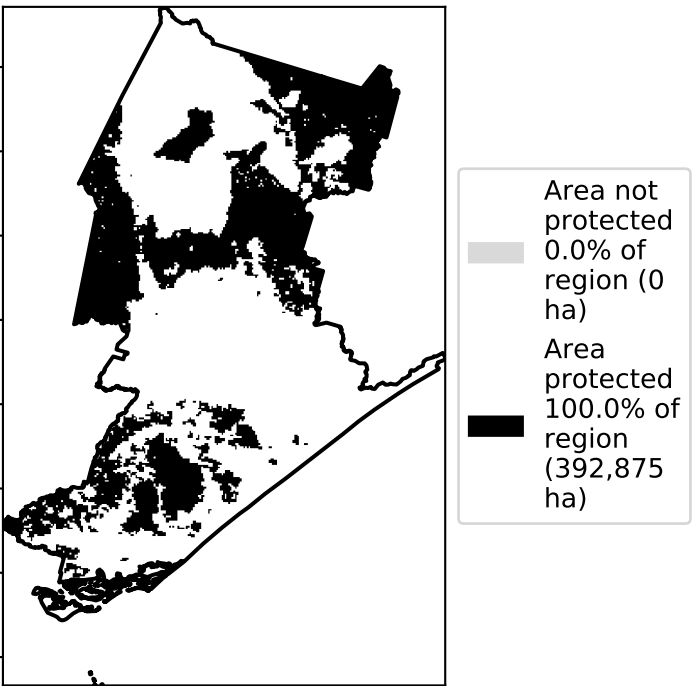 Area not
protected
0.0% of
region (0
ha)
Area
protected
100.0% of
region
(392,875
ha)